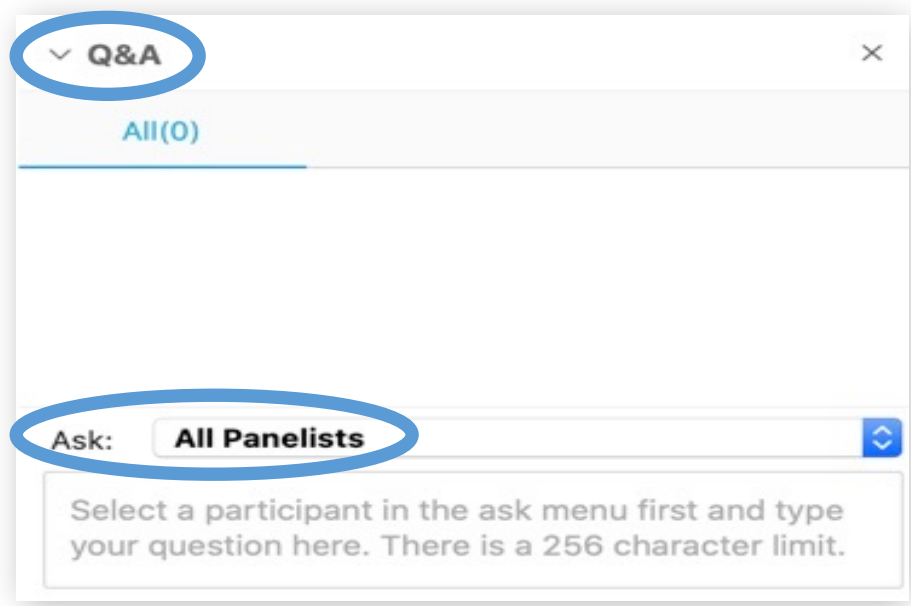 Q&A
All(0)
Ask: All Panelists
Select a participant in the ask menu first and type
your question here. There is a 256 character limit.